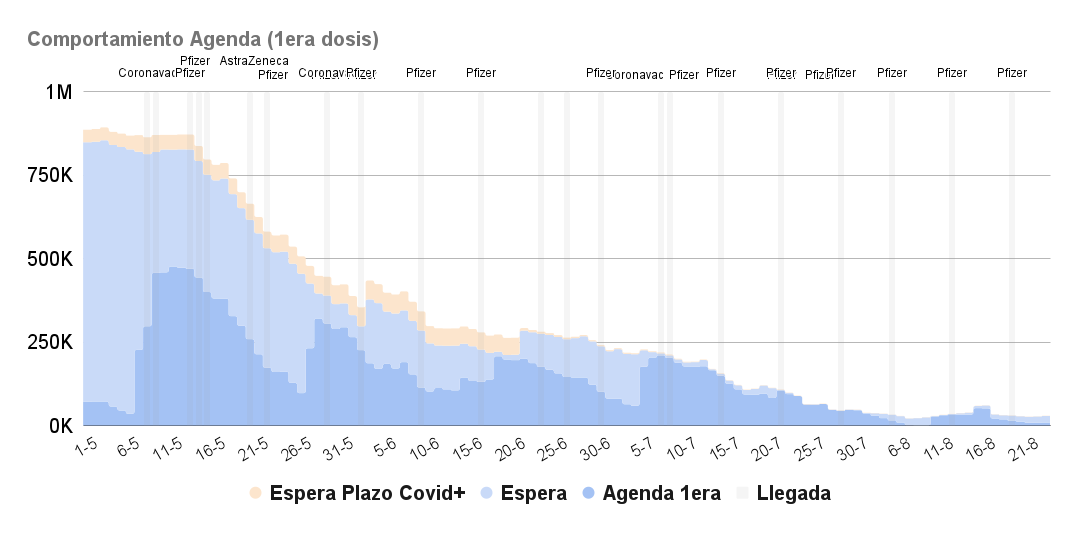 Comportamiento Agenda (1era dosis)
Pfizer AstraZeneca
Pfizer Pfizer Pfizer Pfizer Pfizer Pfizer Pfizer Pfizer Pfizer Pfizer Pfizer Pfizer Pfizer
1M
750K
500K
250K
0K
1-5 6-5 11-5 16-5 21-5 26-5 31-5 5-6 10-6 15-6 20-6 25-6 30-6 5-7 10-7 15-7 20-7 25-7 30-7 6-8 11-8 16-8 21-8
Espera Plazo Covid+ Espera Agenda 1era Llegada